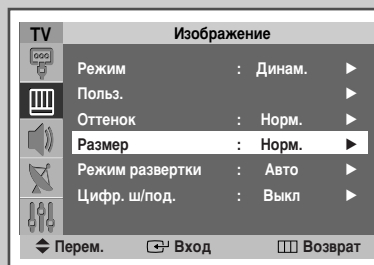 TV Изображение
Режим : Динам. ►
Польз. ►
Оттенок : Норм. ►
Размер : Норм. ►
Режим развертки : Авто ►
Цифр. ш/под. : Выкл ►
Перем. Вход Возврат